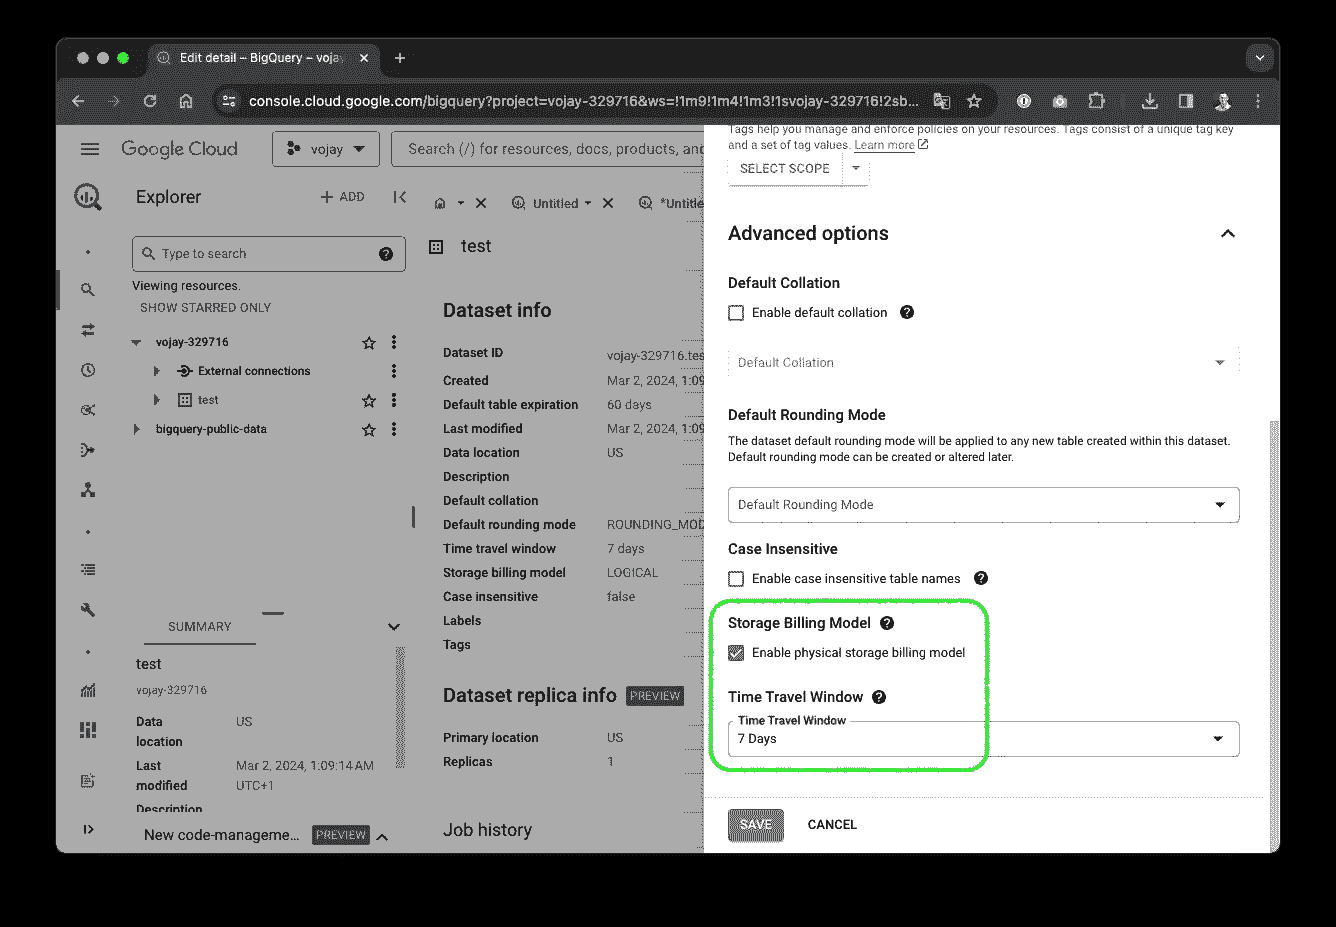 Edit detail – BigQuery – voja
console.cloud.google.com/bigquery?project=vojay-329716&ws=!1m9!1m4!1m3!1svojay-329716!2sb...
Google Cloud
vojay
Search (/) for resources, docs, products, and
Explorer
+ ADD
Type to search
Viewing resources.
SHOW STARRED ONLY
vojay-329716
External connections
test
bigquery-public-data
SUMMARY
test
vojay-329716
Data location
US
Last modified
Mar 2, 2024, 1:09:14 AM UTC+1
Description
New code-manageme...
PREVIEW
Untitled
*Untitle
test
Dataset info
Dataset ID
vojay-329716.tes
Created
Mar 2, 2024, 1:09
Default table expiration
60 days
Last modified
Mar 2, 2024, 1:09
Data location
US
Description
Default collation
Default rounding mode
ROUNDING_MOD
Time travel window
7 days
Storage billing model
LOGICAL
Case insensitive
false
Labels
Tags
Dataset replica info
PREVIEW
Primary location
US
Replicas
1
Job history
Tags help you manage and enforce policies on your resources. Tags consist of a unique tag key
and a set of tag values. Learn more
SELECT SCOPE
Advanced options
Default Collation
Enable default collation
Default Collation
Default Rounding Mode
The dataset default rounding mode will be applied to any new table created within this dataset.
Default rounding mode can be created or altered later.
Default Rounding Mode
Case Insensitive
Enable case insensitive table names
Storage Billing Model
Enable physical storage billing model
Time Travel Window
Time Travel Window
7 Days
SAVE
CANCEL